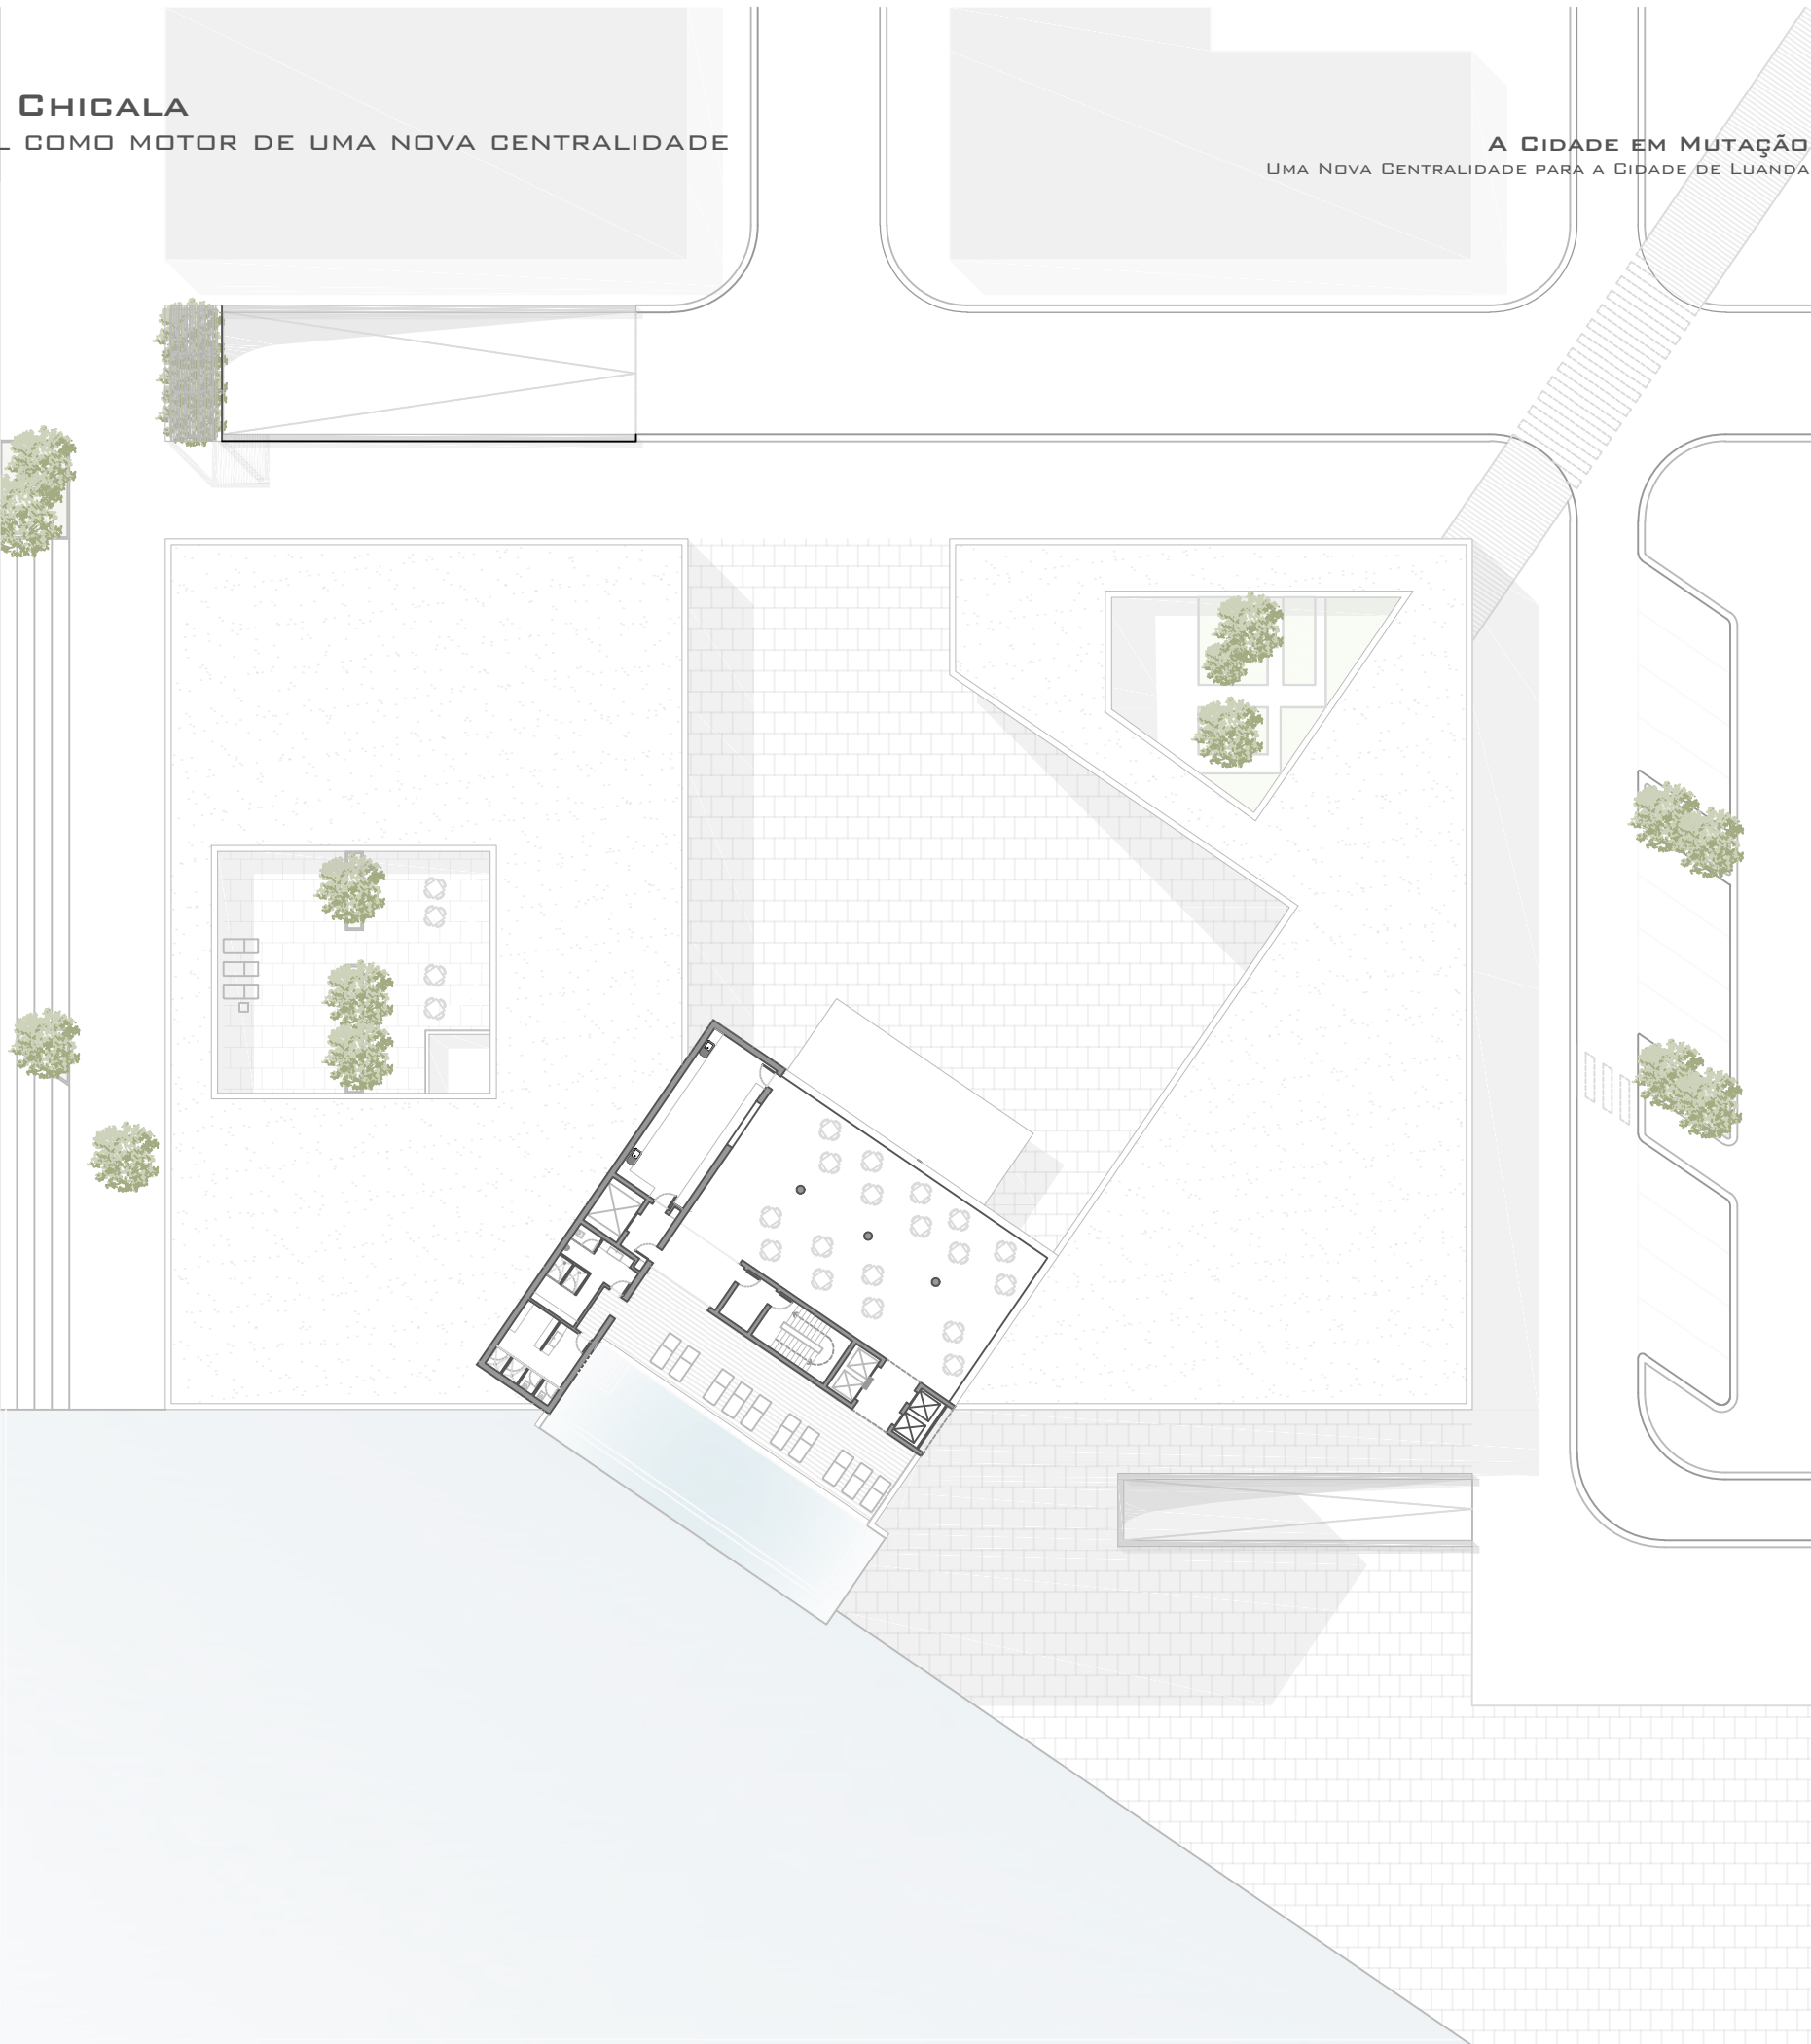 Chicala
como motor de uma nova centralidade
A Cidade em Mutação
Uma Nova Centralidade para a Cidade de Luanda